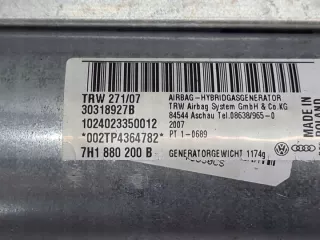 TRW 271/07
30318927B
1024023350012
*002TP4364782*
7H1 880 200 B
AIRBAG-HYBRIDGASGENERATOR
TRW Airbag System GmbH & Co.KG
84544 Aschau Tel.08638/965-0
2007
PT 1-0689
GENERATORGEWICHT 1174g
MADE IN
POLAND